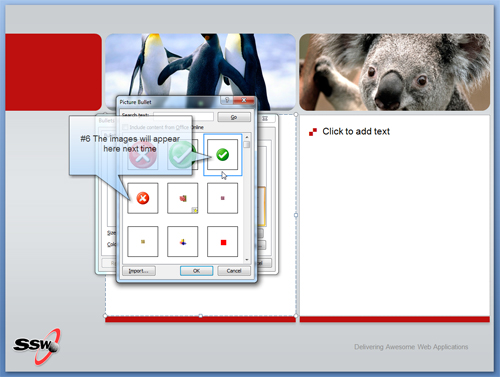 Picture Bullet
Search text:
Go
Include content from Office Online
#6 The images will appear
here next time
Click to add text
Import...
OK
Cancel
SSW
Delivering Awesome Web Applications